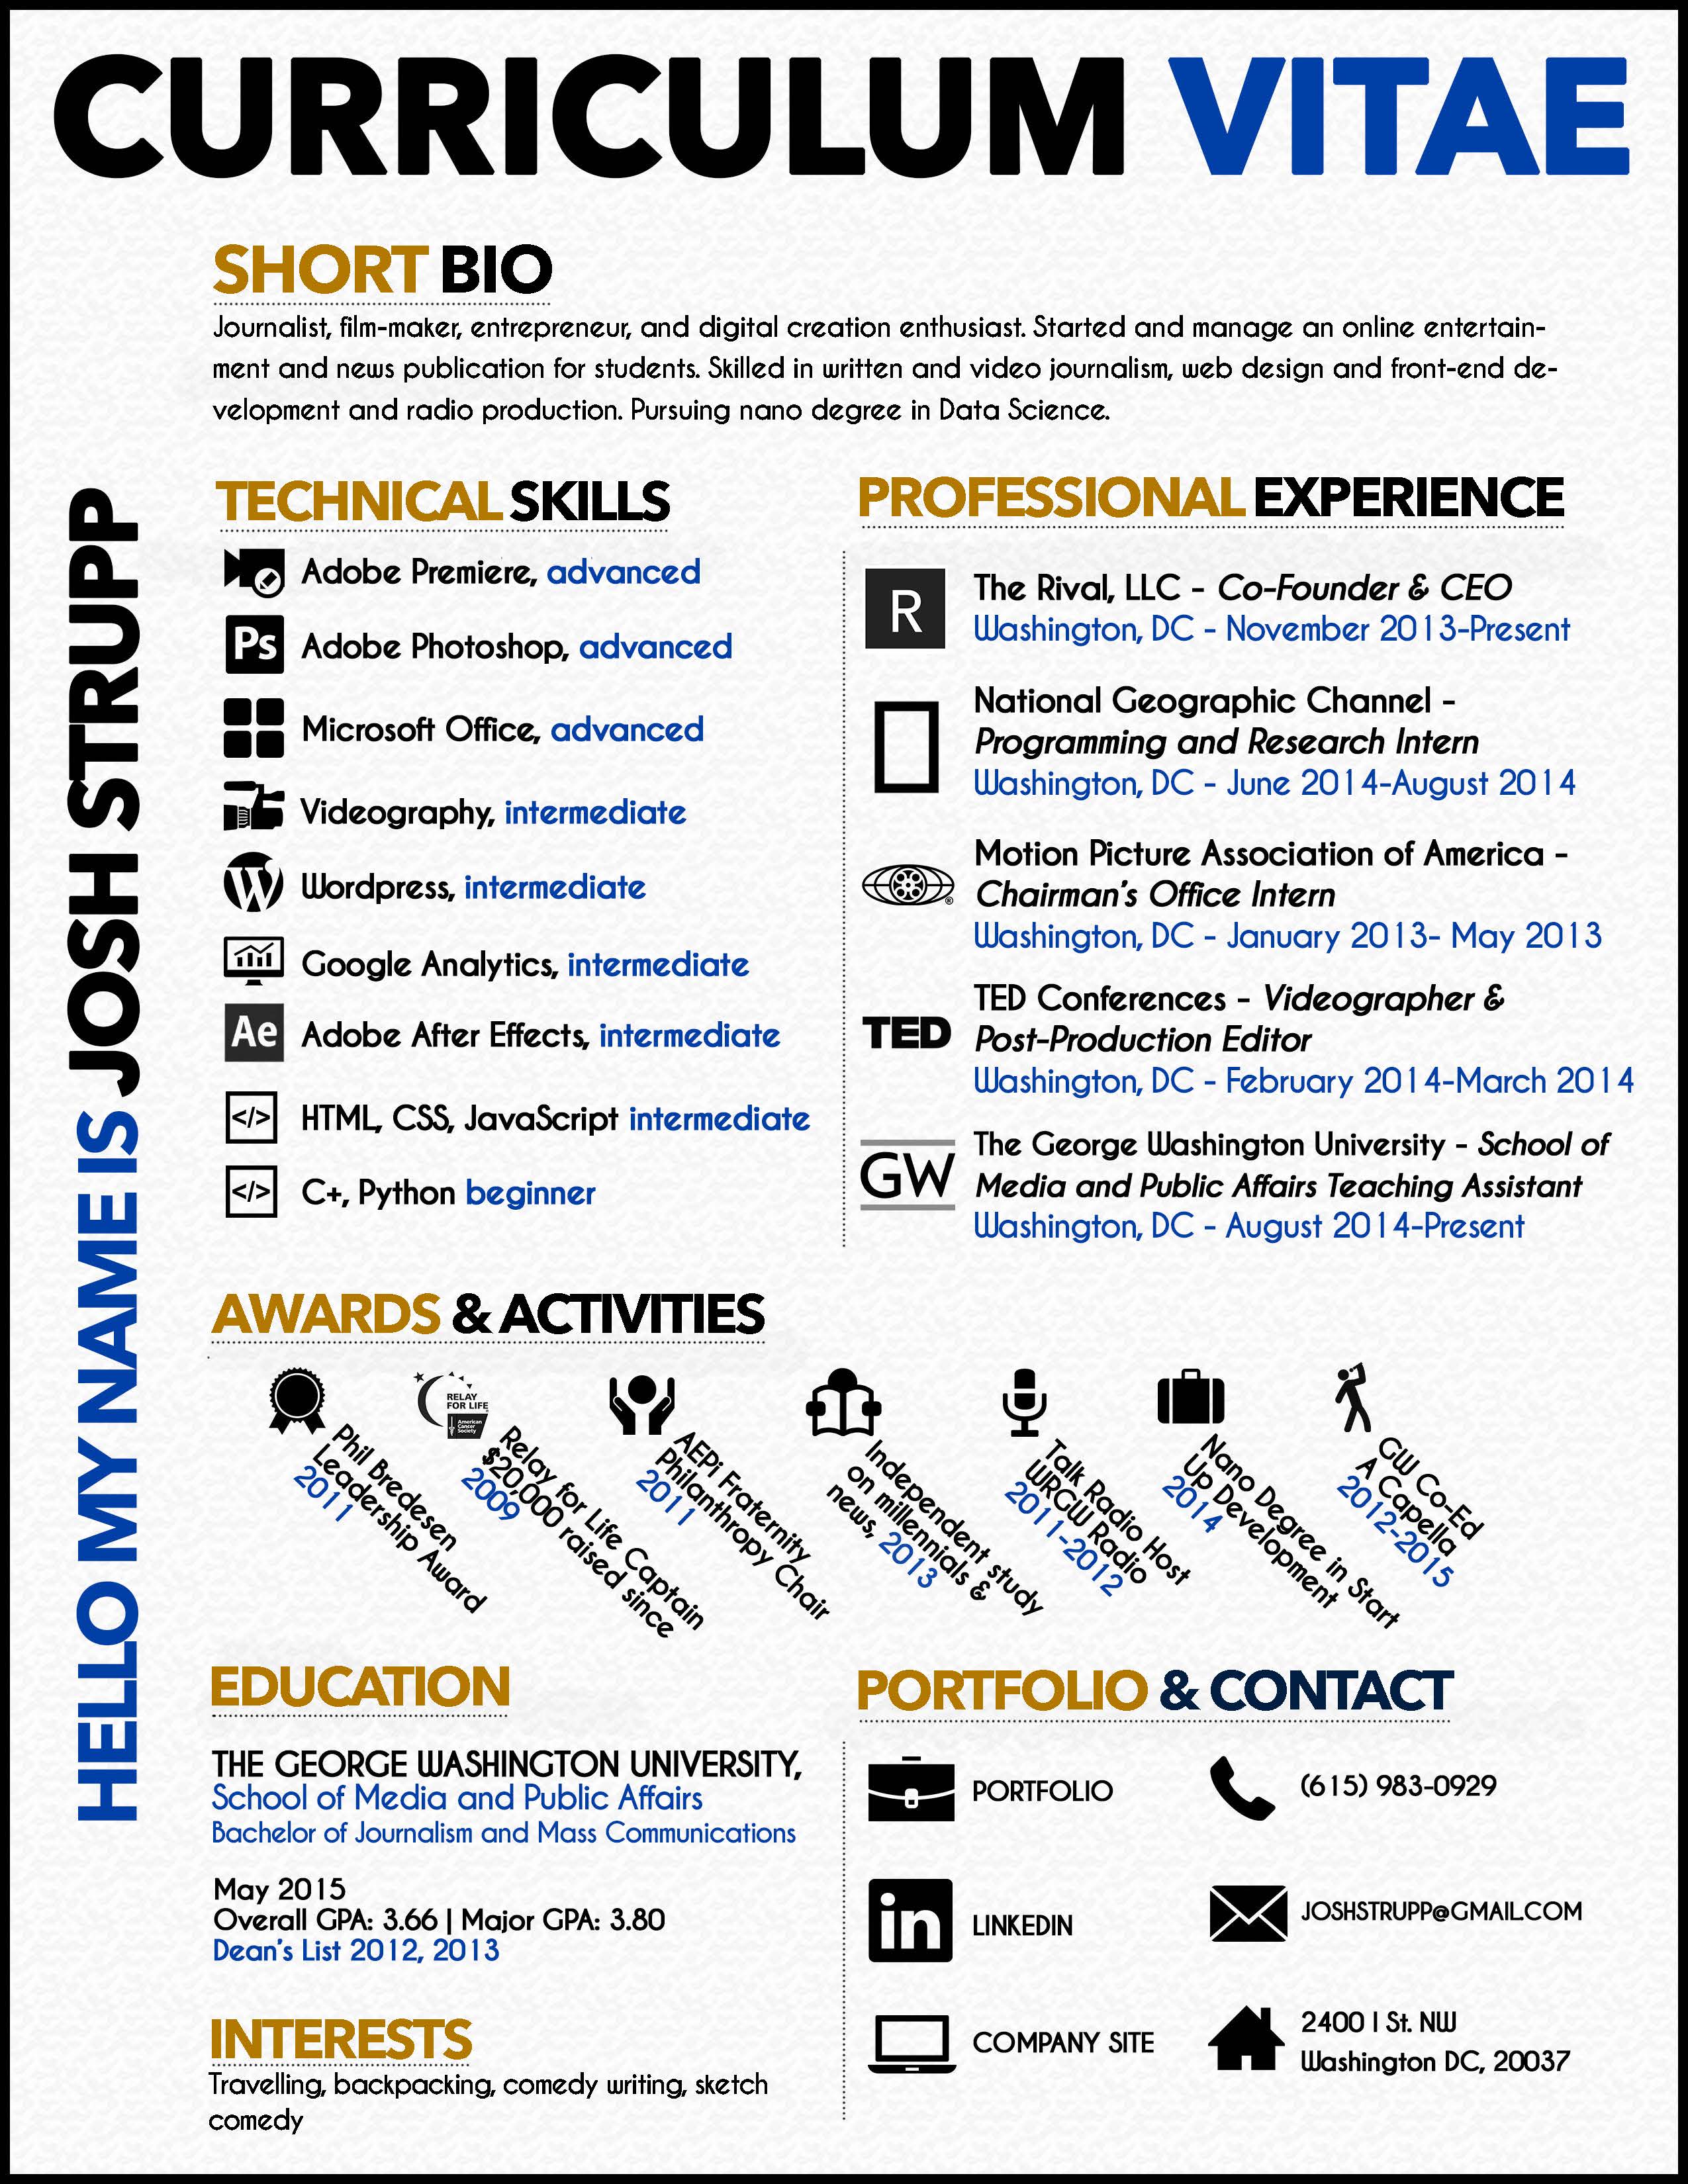 CURRICULUM VITAE
HELLO MY NAME IS JOSH STRUPP
SHORT BIO
Journalist, film-maker, entrepreneur, and digital creation enthusiast. Started and manage an online entertain-
ment and news publication for students. Skilled in written and video journalism, web design and front-end de-
velopment and radio production. Pursuing nano degree in Data Science.
TECHNICAL SKILLS
Adobe Premiere, advanced
Ps
Adobe Photoshop, advanced
Microsoft Office, advanced
Videography, intermediate
W
Wordpress, intermediate
Google Analytics, intermediate
Ae
Adobe After Effects, intermediate
</>
HTML, CSS, JavaScript intermediate
</>
C+, Python beginner
PROFESSIONAL EXPERIENCE
R
The Rival, LLC - Co-Founder & CEO
Washington, DC - November 2013-Present
National Geographic Channel -
Programming and Research Intern
Washington, DC - June 2014-August 2014
®
Motion Picture Association of America -
Chairman's Office Intern
Washington, DC - January 2013- May 2013
TED
TED Conferences - Videographer &
Post-Production Editor
Washington, DC - February 2014-March 2014
GW
The George Washington University - School of
Media and Public Affairs Teaching Assistant
Washington, DC - August 2014-Present
AWARDS & ACTIVITIES
Phil Bredesen
Leadership Award
2011
RELAY
FOR LIFE
American
Cancer
Society
Relay for Life Captain
$20,000 raised since
2009
AEPi Fraternity
Philanthropy Chair
2011
Independent study
on millennials &
news, 2013
Talk Radio Host
WRGW Radio
2011-2012
Nano Degree in Start
Up Development
2014
GW Co-Ed
A Capella
2012-2015
EDUCATION
THE GEORGE WASHINGTON UNIVERSITY,
School of Media and Public Affairs
Bachelor of Journalism and Mass Communications
May 2015
Overall GPA: 3.66 | Major GPA: 3.80
Dean's List 2012, 2013
INTERESTS
Travelling, backpacking, comedy writing, sketch
comedy
PORTFOLIO & CONTACT
PORTFOLIO
(615) 983-0929
in
LINKEDIN
JOSHSTRUPP@GMAIL.COM
COMPANY SITE
2400 I St. NW
Washington DC, 20037